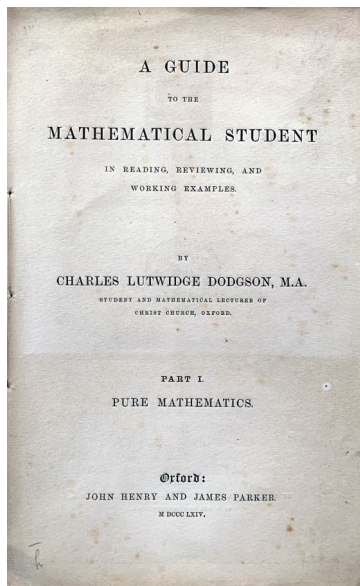 A GUIDE
TO THE
MATHEMATICAL STUDENT
IN READING, REVIEWING, AND
WORKING EXAMPLES.
BY
CHARLES LUTWIDGE DODGSON, M.A.
STUDENT AND MATHEMATICAL LECTURER OF
CHRIST CHURCH, OXFORD.
PART I.
PURE MATHEMATICS.
Oxford:
JOHN HENRY AND JAMES PARKER.
M DCCC LXIV.